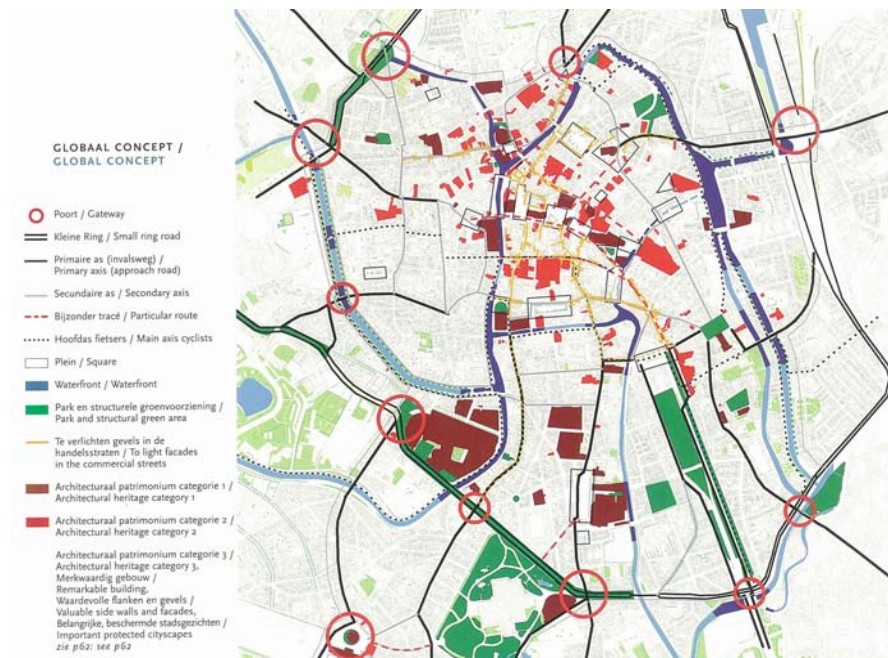 GLOBAAL CONCEPT /
GLOBAL CONCEPT
Poort / Gateway
Kleine Ring / Small ring road
Primaire as (invalsweg) /
Primary axis (approach road)
Secundaire as / Secondary axis
Bijzonder tracé / Particular route
Hoofdas fietsers / Main axis cyclists
Plein / Square
Waterfront / Waterfront
Park en structurele groenvoorziening /
Park and structural green area
Te verlichten gevels in de
handelsstraten / To light facades
in the commercial streets
Architecturaal patrimonium categorie 1 /
Architectural heritage category 1
Architecturaal patrimonium categorie 2 /
Architectural heritage category 2
Architecturaal patrimonium categorie 3 /
Architectural heritage category 3,
Merkwaardig gebouw /
Remarkable building,
Waardevolle flanken en gevels /
Valuable side walls and facades,
Belangrijke, beschermde stadsgezichten /
Important protected cityscapes
zie p62: see p62